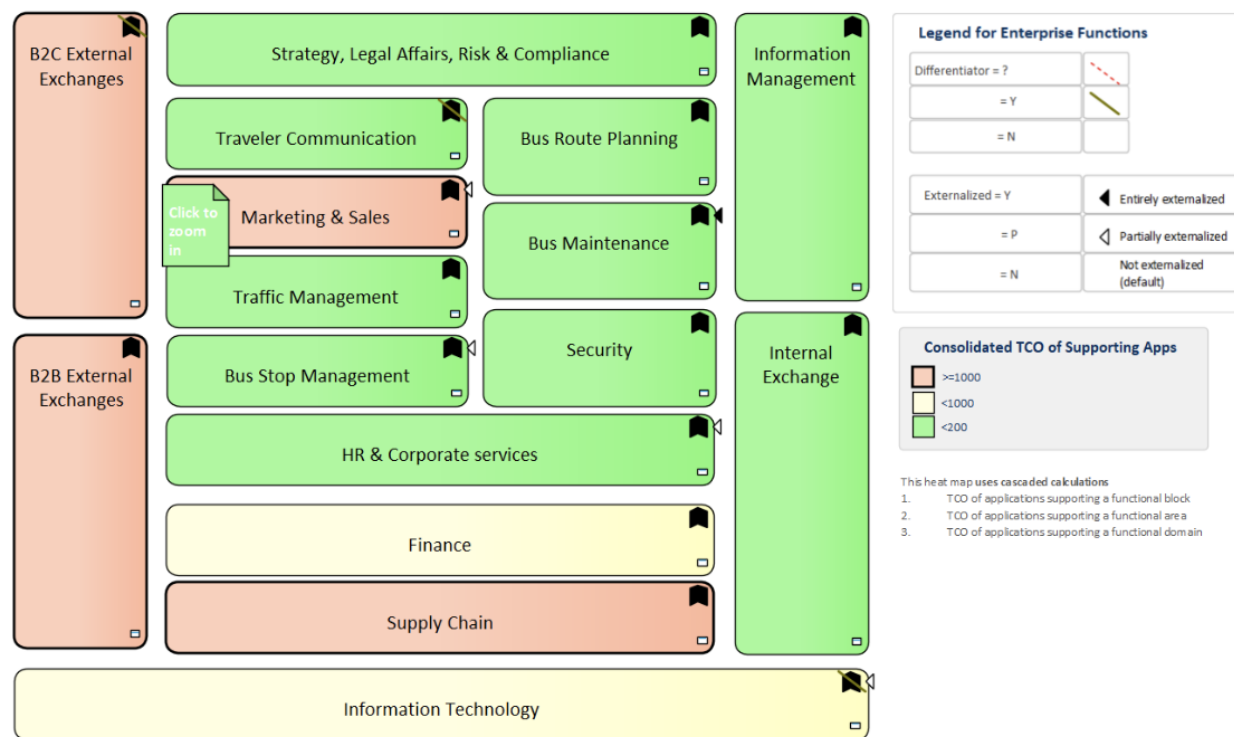 B2C External
Exchanges
Strategy, Legal Affairs, Risk & Compliance
Information
Management
Traveler Communication
Bus Route Planning
Click to
zoom
in
Marketing & Sales
Bus Maintenance
Traffic Management
B2B External
Exchanges
Bus Stop Management
Security
Internal
Exchange
HR & Corporate services
Finance
Supply Chain
Information Technology
Legend for Enterprise Functions
Differentiator = ?
= Y
= N
Externalized = Y
Entirely externalized
= P
Partially externalized
= N
Not externalized
(default)
Consolidated TCO of Supporting Apps
>=1000
<1000
<200
This heat map uses cascaded calculations
1. TCO of applications supporting a functional block
2. TCO of applications supporting a functional area
3. TCO of applications supporting a functional domain